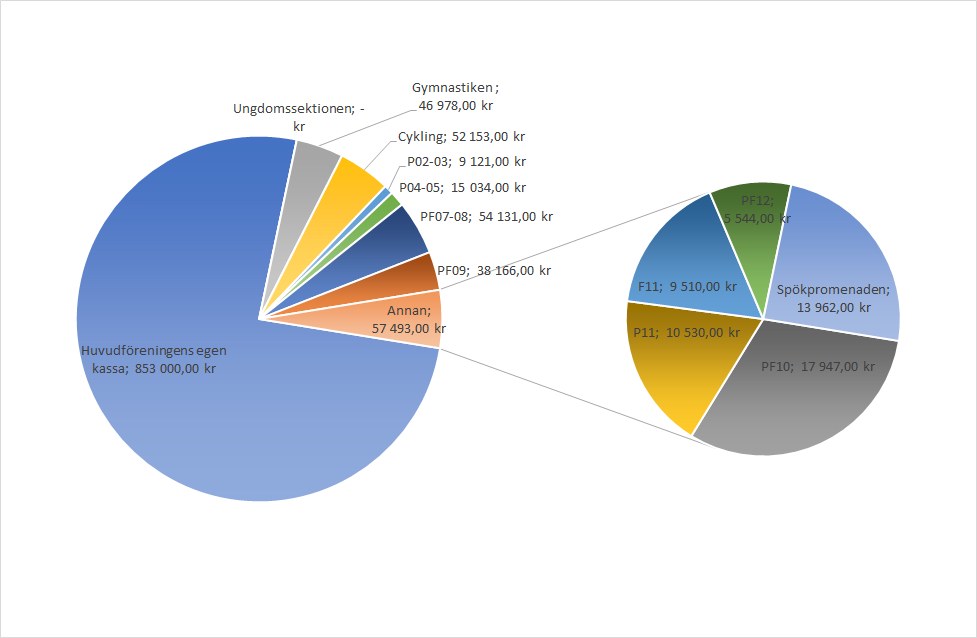 Gymnastiken ;
46 978,00 kr
Ungdomssektionen; -
kr
Cykling; 52 153,00 kr
P02-03; 9 121,00 kr
P04-05; 15 034,00 kr
PF07-08; 54 131,00 kr
PF09; 38 166,00 kr
Annan;
57 493,00 kr
Huvudföreningens egen
kassa; 853 000,00 kr
PF12;
5 544,00 kr
F11; 9 510,00 kr
Spökpromenaden;
13 962,00 kr
P11; 10 530,00 kr
PF10; 17 947,00 kr